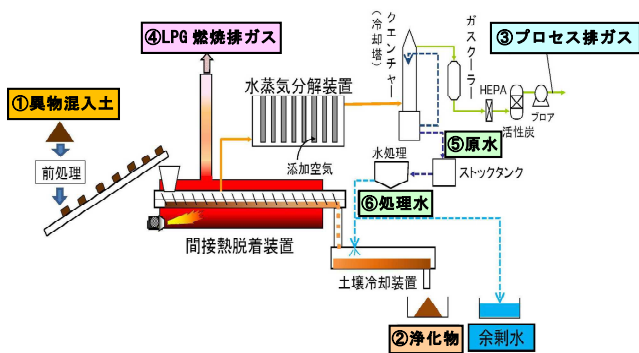 ④LPG 燃焼排ガス
クエンチャー
(冷却塔)
ガスクーラー
③プロセス排ガス
①異物混入土
水蒸気分解装置
HEPA
ブロア
活性炭
前処理
添加空気
⑤原水
水処理
ストックタンク
⑥処理水
間接熱脱着装置
土壌冷却装置
②浄化物
余剰水